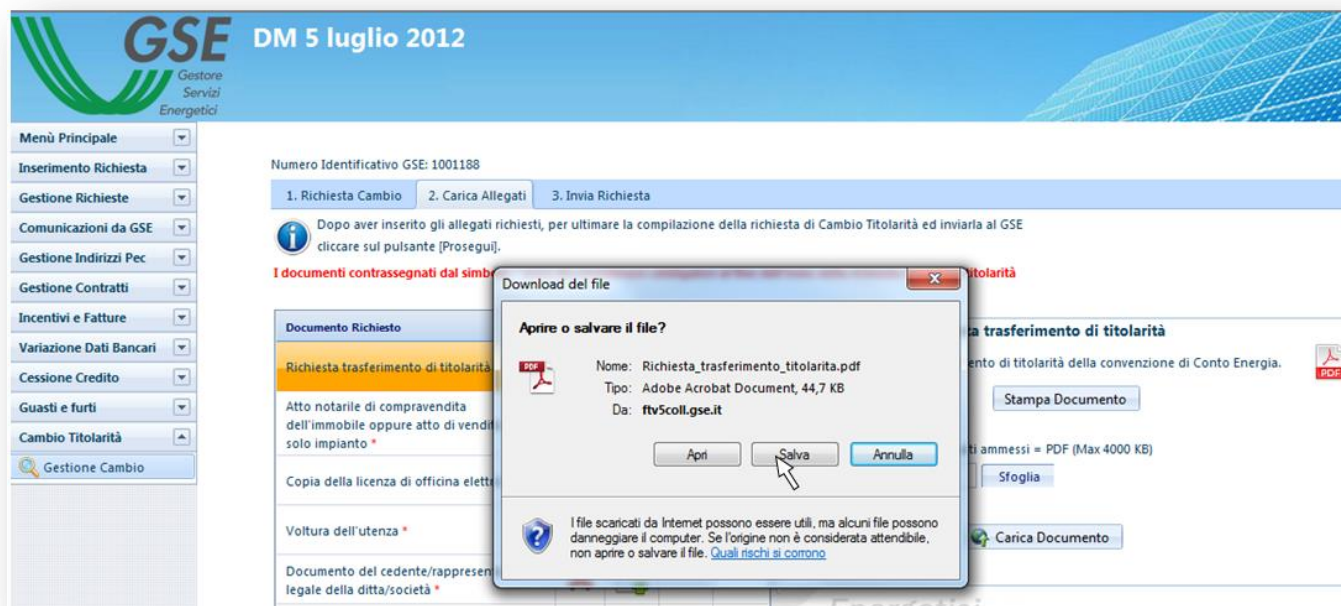 GSE
Gestore
Servizi
Energetici
DM 5 luglio 2012
Menù Principale
Inserimento Richiesta
Gestione Richieste
Comunicazioni da GSE
Gestione Indirizzi Pec
Gestione Contratti
Incentivi e Fatture
Variazione Dati Bancari
Cessione Credito
Guasti e furti
Cambio Titolarità
Gestione Cambio
Numero Identificativo GSE: 1001188
1. Richiesta Cambio 2. Carica Allegati 3. Invia Richiesta
Dopo aver inserito gli allegati richiesti, per ultimare la compilazione della richiesta di Cambio Titolarità ed inviarla al GSE
cliccare sul pulsante [Prosegui].
I documenti contrassegnati dal titolarità
Documento Richiesto
Richiesta trasferimento di titolarità
Atto notarile di compravendita
dell'immobile oppure atto di
solo impianto *
Copia della licenza di officina
Voltura dell'utenza *
Documento del
legale della ditta/società *
Download del file
Aprire o salvare il file?
PDF
Nome: Richiesta_trasferimento_titolarita.pdf
Tipo: Adobe Acrobat Document, 44,7 KB
Da: ftv5coll.gse.it
Apri Salva Annulla
I file scaricati da Internet possono essere utili, ma alcuni file possono
danneggiare il computer. Se l'origine non è considerata attendibile,
non aprire o salvare il file. Quali rischi si corrono
trasferimento di titolarità
di titolarità della convenzione di Conto Energia.
PDF
Stampa Documento
ammessi = PDF (Max 4000 KB)
Sfoglia
Carica Documento